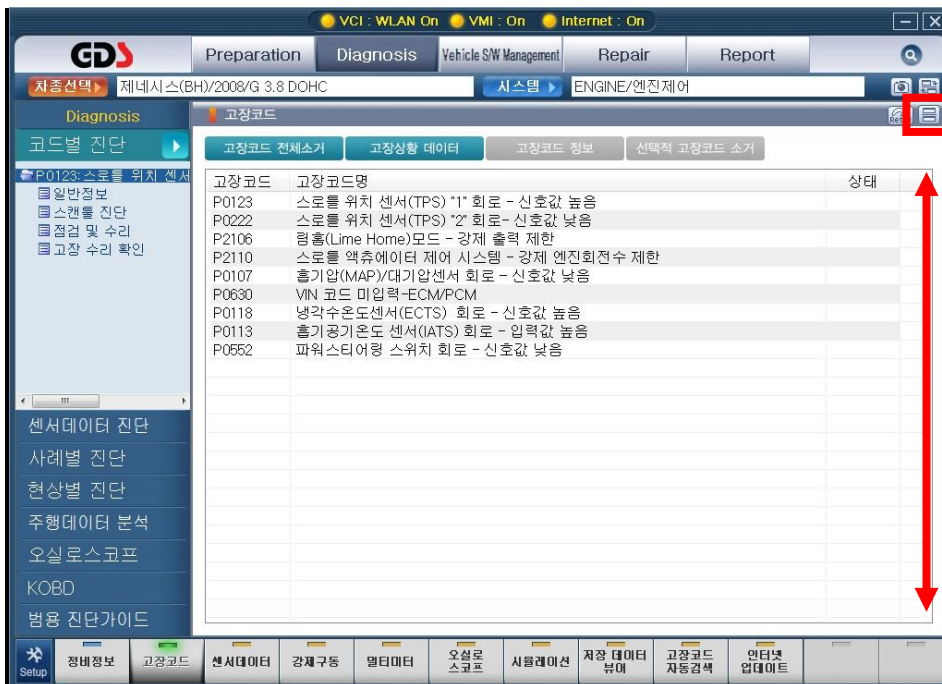 VCI : WLAN On VMI : On Internet : On
GDS Preparation Diagnosis Vehicle S/W Management Repair Report
차종선택 제네시스(BH)/2008/G 3.8 DOHC 시스템 ENGINE/엔진제어
Diagnosis 고장코드
코드별 진단 고장코드 전체소거 고장상황 데이터 고장코드 정보 선택적 고장코드 소거
P0123:스로틀 위치 센서
일반정보
스캔툴 진단
점검 및 수리
고장 수리 확인
고장코드 고장코드명 상태
P0123 스로틀 위치 센서(TPS) "1" 회로- 신호값 높음
P0222 스로틀 위치 센서(TPS) "2" 회로- 신호값 낮음
P2106 림홈(Lime Home)모드 - 강제 출력 제한
P2110 스로틀 액츄에이터 제어 시스템 - 강제 엔진회전수 제한
P0107 흡기압(MAP)/대기압센서 회로 - 신호값 낮음
P0630 VIN 코드 미입력-ECM/PCM
P0118 냉각수온도센서(ECTS) 회로 - 신호값 높음
P0113 흡기공기온도 센서(IATS) 회로 - 입력값 높음
P0552 파워스티어링 스위치 회로 - 신호값 낮음
센서데이터 진단
사례별 진단
현상별 진단
주행데이터 분석
오실로스코프
KOBD
범용 진단가이드
Setup 정비정보 고장코드 센서데이터 강제구동 멀티미터 오실로스코프 시뮬레이션 저장 데이터 뷰어 고장코드 자동검색 인터넷 업데이트